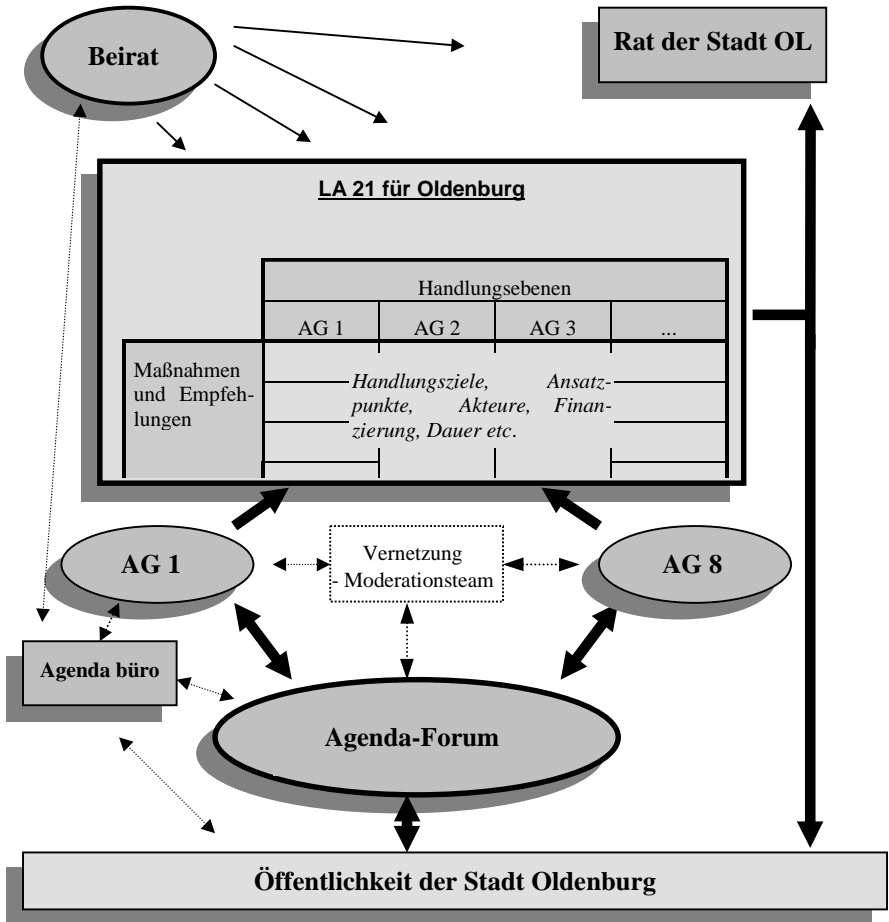 Beirat
Rat der Stadt OL
LA 21 für Oldenburg
Handlungsebenen
AG 1
AG 2
AG 3
...
Maßnahmen
und Empfeh-
lungen
Handlungsziele, Ansatz-
punkte, Akteure, Finan-
zierung, Dauer etc.
AG 1
Vernetzung
- Moderationsteam
AG 8
Agenda büro
Agenda-Forum
Öffentlichkeit der Stadt Oldenburg